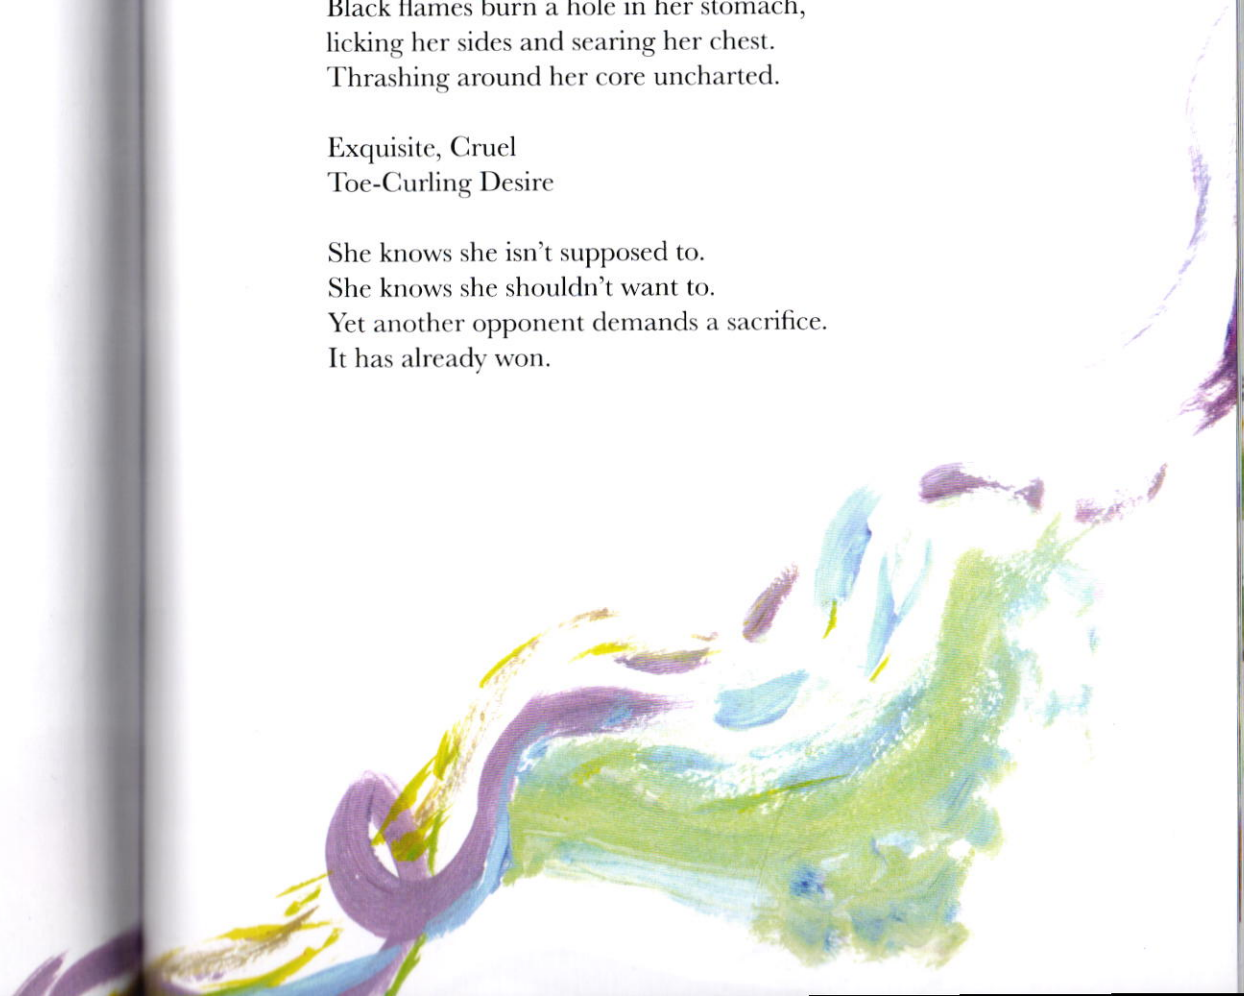 Black flames burn a hole in her stomach,
licking her sides and searing her chest.
Thrashing around her core uncharted.
Exquisite, Cruel
Toe-Curling Desire
She knows she isn't supposed to.
She knows she shouldn't want to.
Yet another opponent demands a sacrifice.
It has already won.